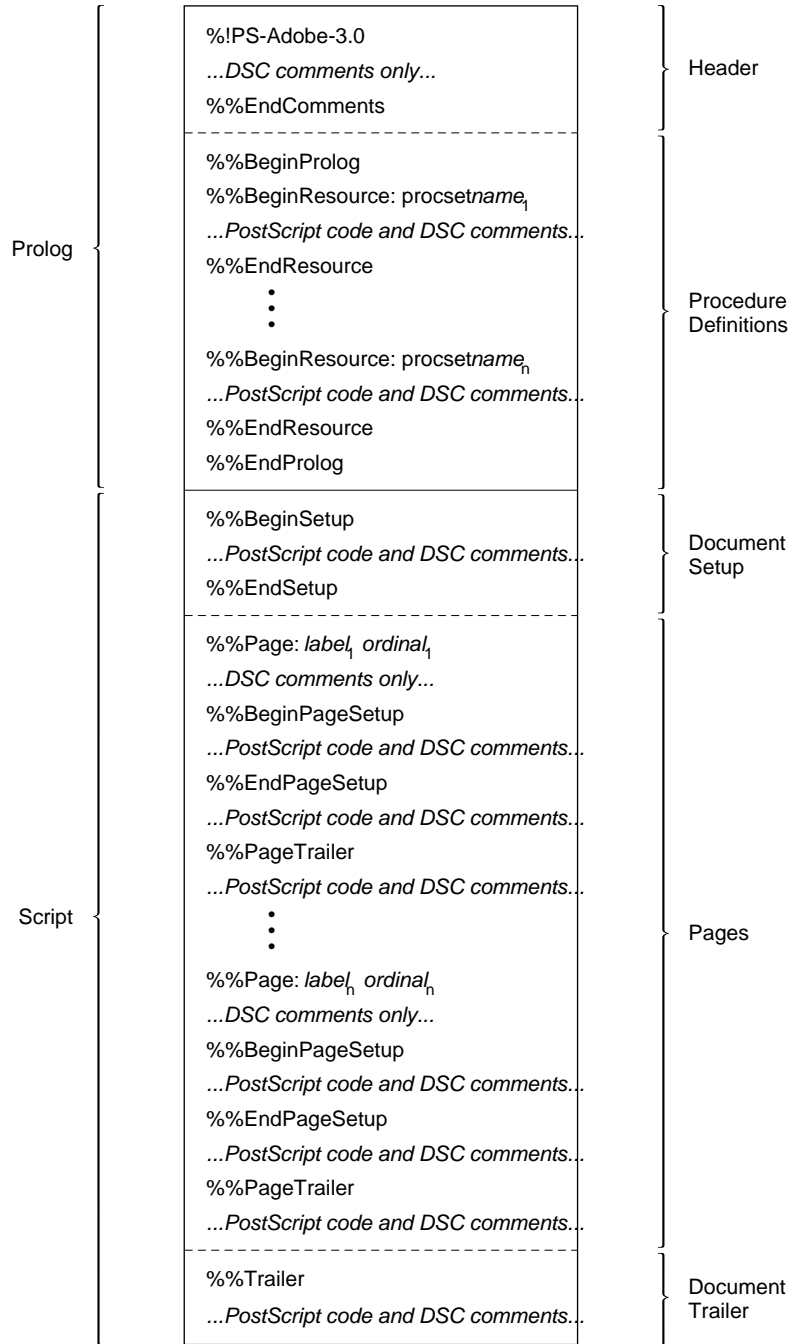 %!PS-Adobe-3.0
...DSC comments only...
%%EndComments
Header
%%BeginProlog
%%BeginResource: procsetname1
...PostScript code and DSC comments...
%%EndResource
%%BeginResource: procsetnamen
...PostScript code and DSC comments...
%%EndResource
%%EndProlog
Prolog
Procedure
Definitions
%%BeginSetup
...PostScript code and DSC comments...
%%EndSetup
Document
Setup
%%Page: label1 ordinal1
...DSC comments only...
%%BeginPageSetup
...PostScript code and DSC comments...
%%EndPageSetup
...PostScript code and DSC comments...
%%PageTrailer
...PostScript code and DSC comments...
%%Page: labeln ordinaln
...DSC comments only...
%%BeginPageSetup
...PostScript code and DSC comments...
%%EndPageSetup
...PostScript code and DSC comments...
%%PageTrailer
...PostScript code and DSC comments...
Script
Pages
%%Trailer
...PostScript code and DSC comments...
Document
Trailer